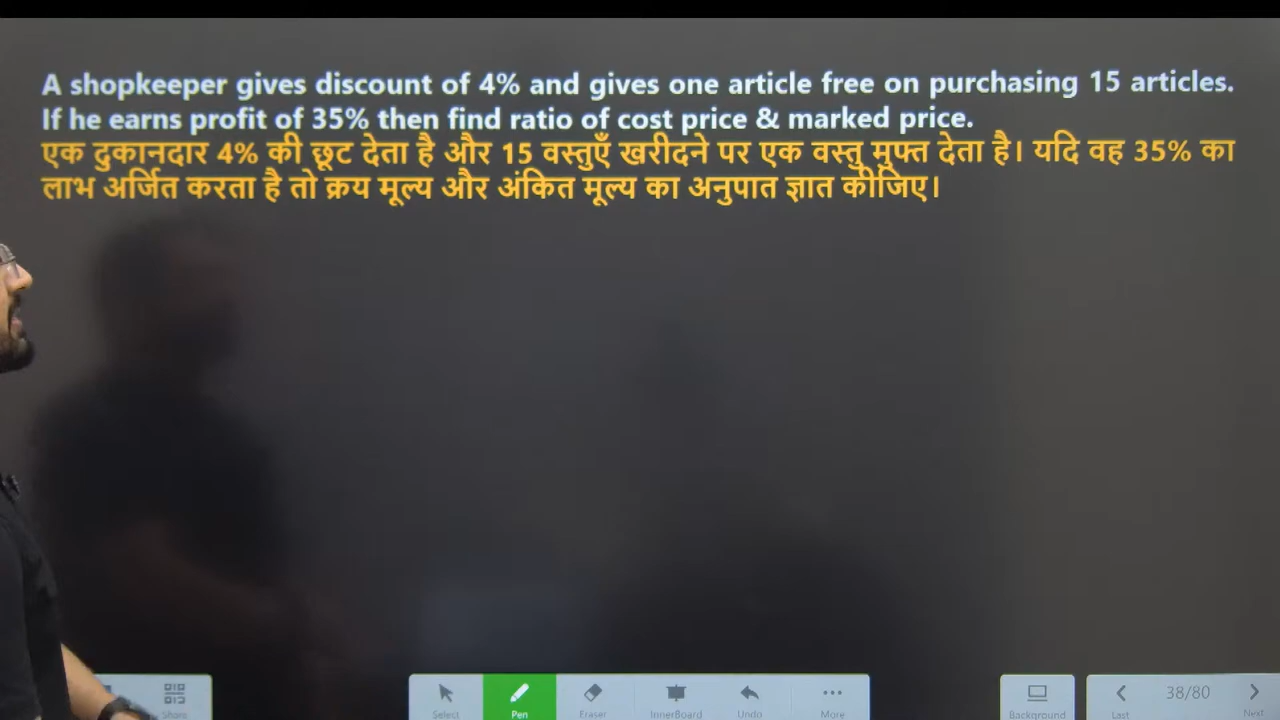 A shopkeeper gives discount of 4% and gives one article free on purchasing 15 articles.
If he earns profit of 35% then find ratio of cost price & marked price.
एक दुकानदार 4% की छूट देता है और 15 वस्तुएँ खरीदने पर एक वस्तु मुफ्त देता है। यदि वह 35% का
लाभ अर्जित करता है तो क्रय मूल्य और अंकित मूल्य का अनुपात ज्ञात कीजिए।
Share
Select
Pen
Eraser
InnerBoard
Undo
More
Background
Last
38/80
Next